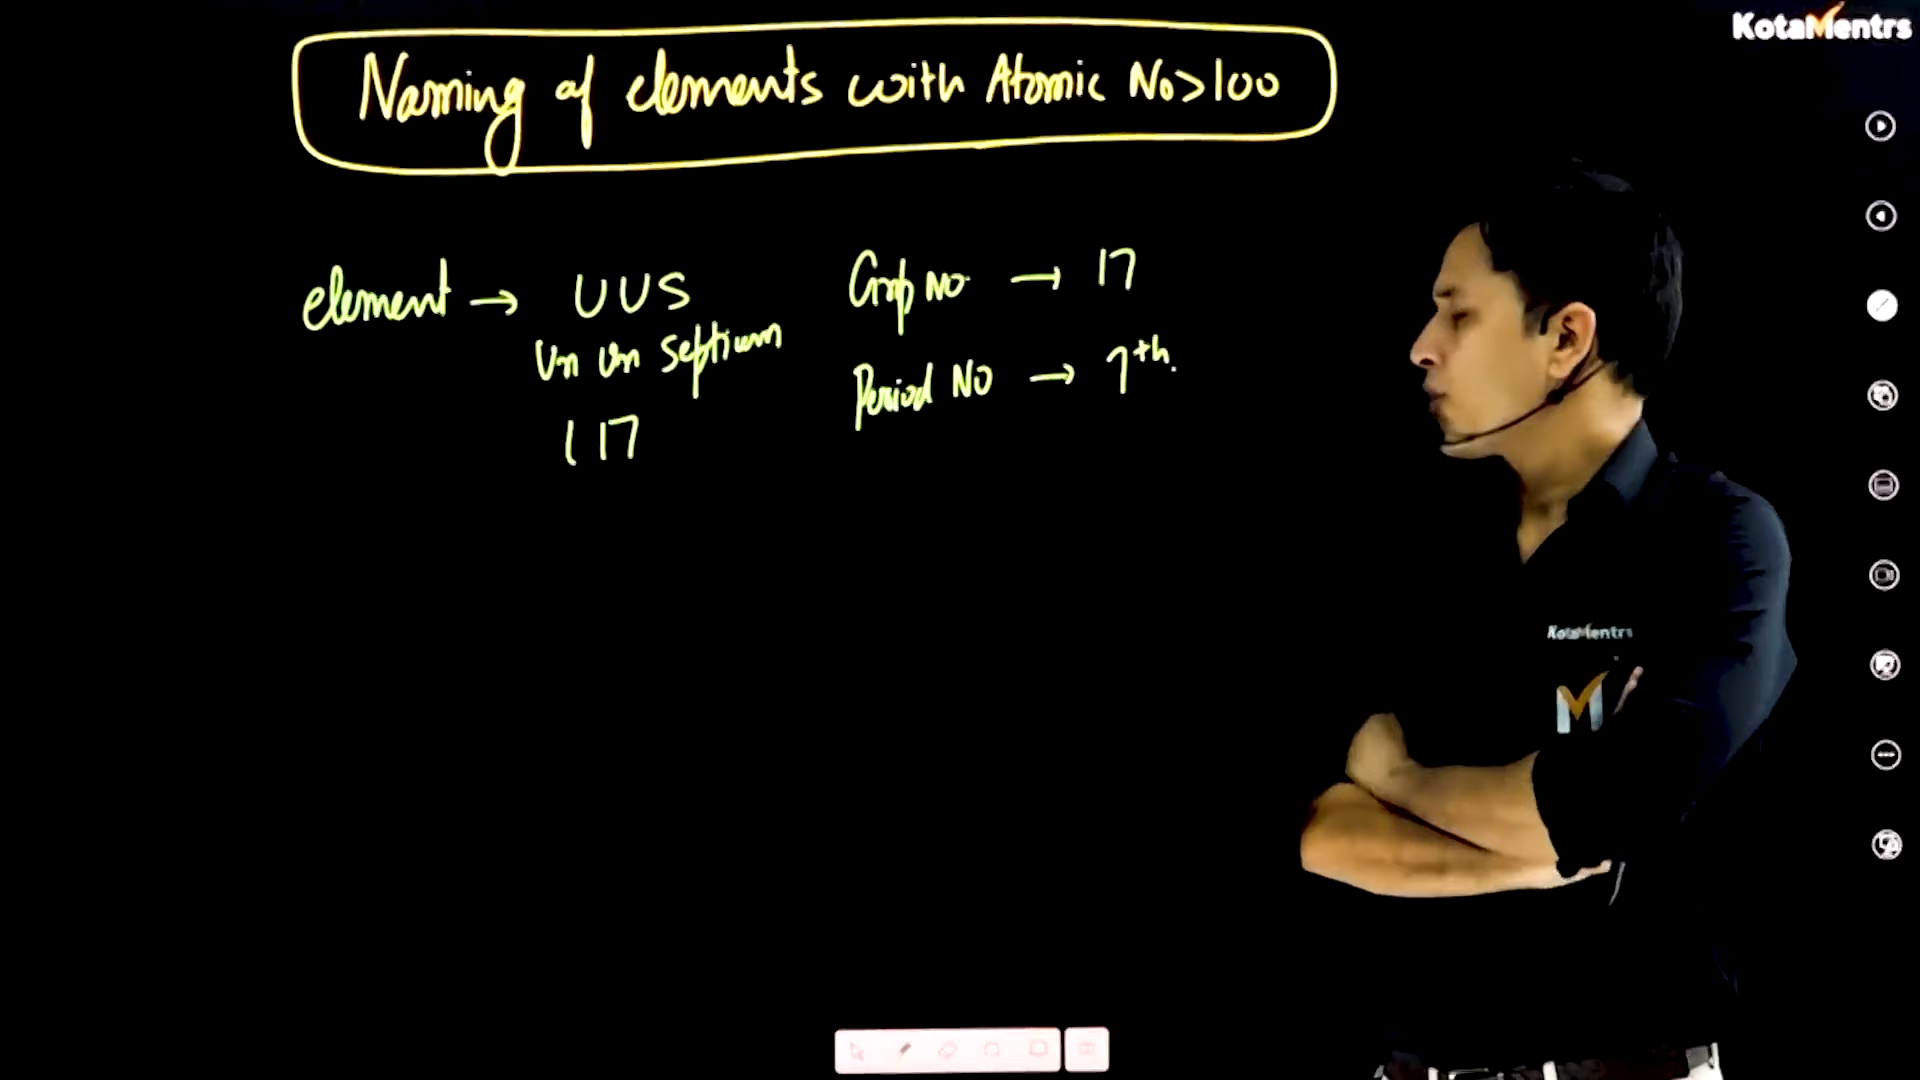 KotaMentrs
Naming of elements with Atomic No>100
element → UUS
Un Un Septium
117
Grp No → 17
Period No → 7th.
KotaMentrs
M